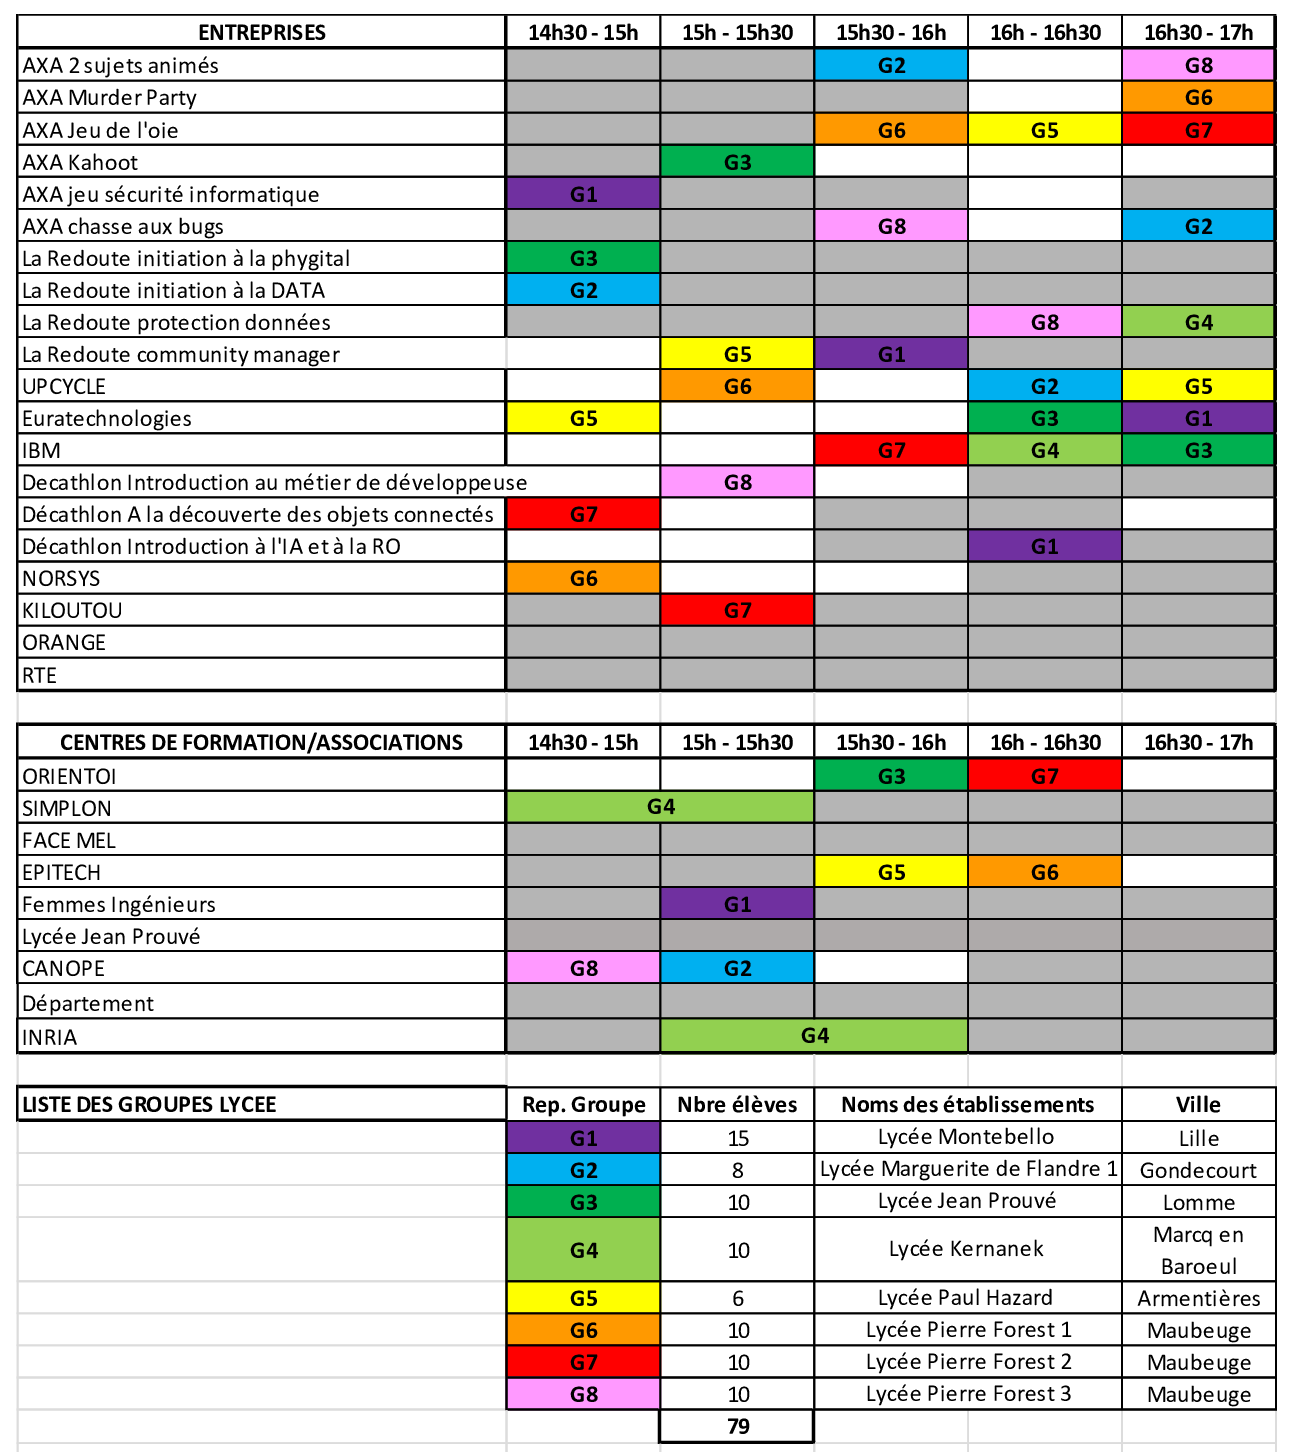 ENTREPRISES 14h30 - 15h 15h - 15h30 15h30 - 16h 16h - 16h30 16h30 - 17h
AXA 2 sujets animés G2 G8
AXA Murder Party G6
AXA Jeu de l'oie G6 G5 G7
AXA Kahoot G3
AXA jeu sécurité informatique G1
AXA chasse aux bugs G8 G2
La Redoute initiation à la phygital G3
La Redoute initiation à la DATA G2
La Redoute protection données G8 G4
La Redoute community manager G5 G1
UPCYCLE G6 G2 G5
Euratechnologies G5 G3 G1
IBM G7 G4 G3
Decathlon Introduction au métier de développeuse G8
Décathlon A la découverte des objets connectés G7
Décathlon Introduction à l'IA et à la RO G1
NORSYS G6
KILOUTOU G7
ORANGE
RTE
CENTRES DE FORMATION/ASSOCIATIONS 14h30 - 15h 15h - 15h30 15h30 - 16h 16h - 16h30 16h30 - 17h
ORIENTOI G3 G7
SIMPLON G4
FACE MEL
EPITECH G5 G6
Femmes Ingénieurs G1
Lycée Jean Prouvé
CANOPE G8 G2
Département
INRIA G4
LISTE DES GROUPES LYCEE Rep. Groupe Nbre élèves Noms des établissements Ville
G1 15 Lycée Montebello Lille
G2 8 Lycée Marguerite de Flandre 1 Gondecourt
G3 10 Lycée Jean Prouvé Lomme
G4 10 Lycée Kernanek Marcq en
Baroeul
G5 6 Lycée Paul Hazard Armentières
G6 10 Lycée Pierre Forest 1 Maubeuge
G7 10 Lycée Pierre Forest 2 Maubeuge
G8 10 Lycée Pierre Forest 3 Maubeuge
79